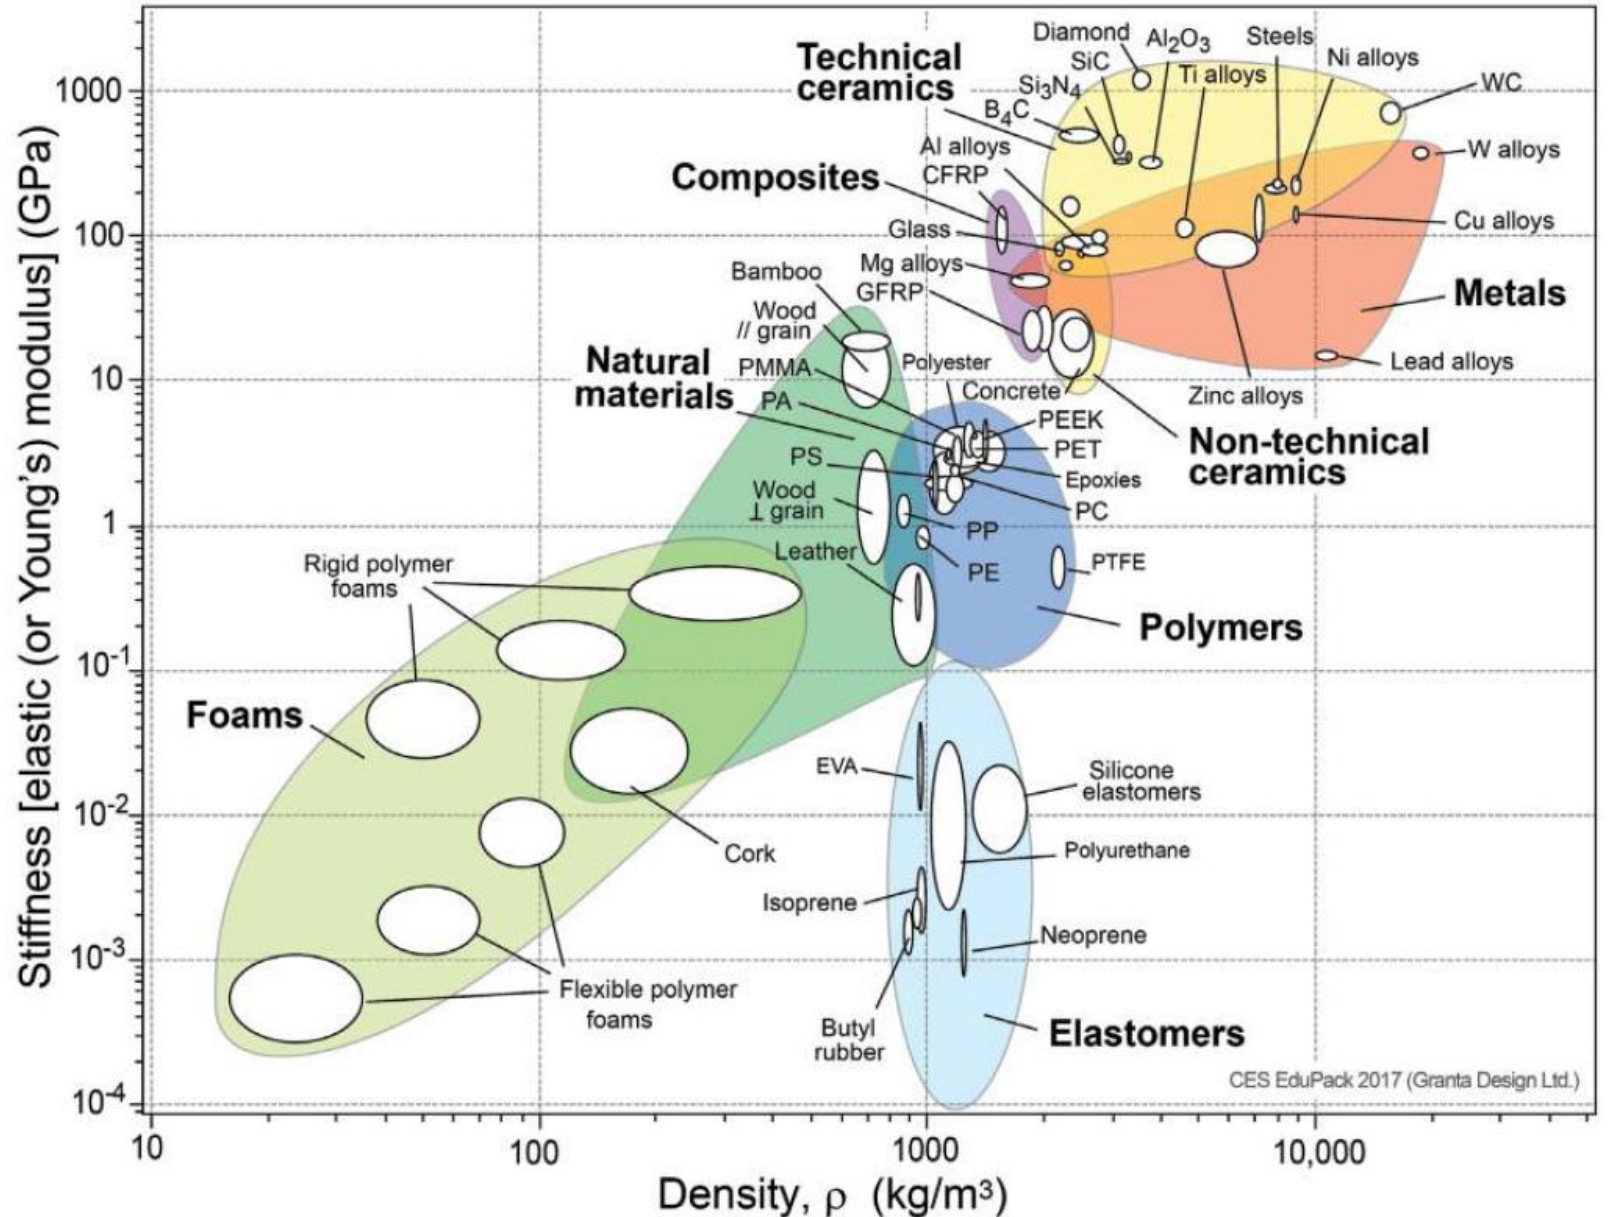 Stiffness [elastic (or Young's) modulus] (GPa)
1000
100
10
1
10-1
10-2
10-3
10-4
10
100
1000
10,000
Density, ρ (kg/m³)
Technical
ceramics
Diamond
SiC
Si3N4
B4C
Al2O3
Ti alloys
Steels
Ni alloys
WC
W alloys
Al alloys
CFRP
Composites
Glass
Mg alloys
GFRP
Cu alloys
Metals
Lead alloys
Zinc alloys
Bamboo
Wood
// grain
Natural
materials
PMMA
PA
PS
Polyester
Concrete
PEEK
PET
Epoxies
PC
Non-technical
ceramics
Wood
⊥ grain
Leather
PP
PE
PTFE
Polymers
Rigid polymer
foams
Foams
Cork
Flexible polymer
foams
EVA
Silicone
elastomers
Polyurethane
Isoprene
Neoprene
Butyl
rubber
Elastomers
CES EduPack 2017 (Granta Design Ltd.)